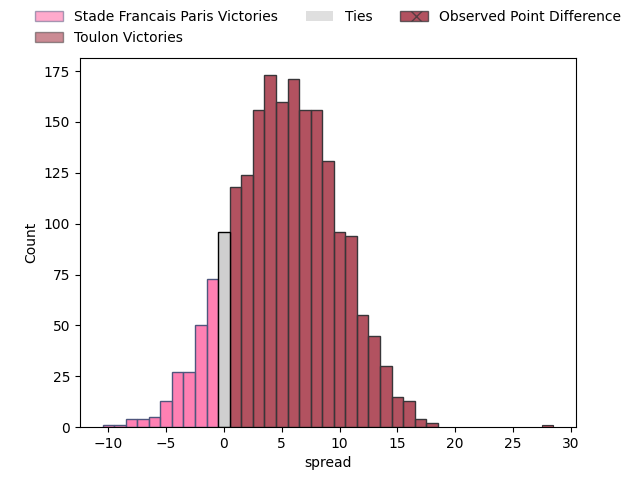 Stade Francais Paris Victories Ties Observed Point Difference
Toulon Victories
175
150
125
100
75
50
25
0
Count
−10 −5 0 5 10 15 20 25 30
spread